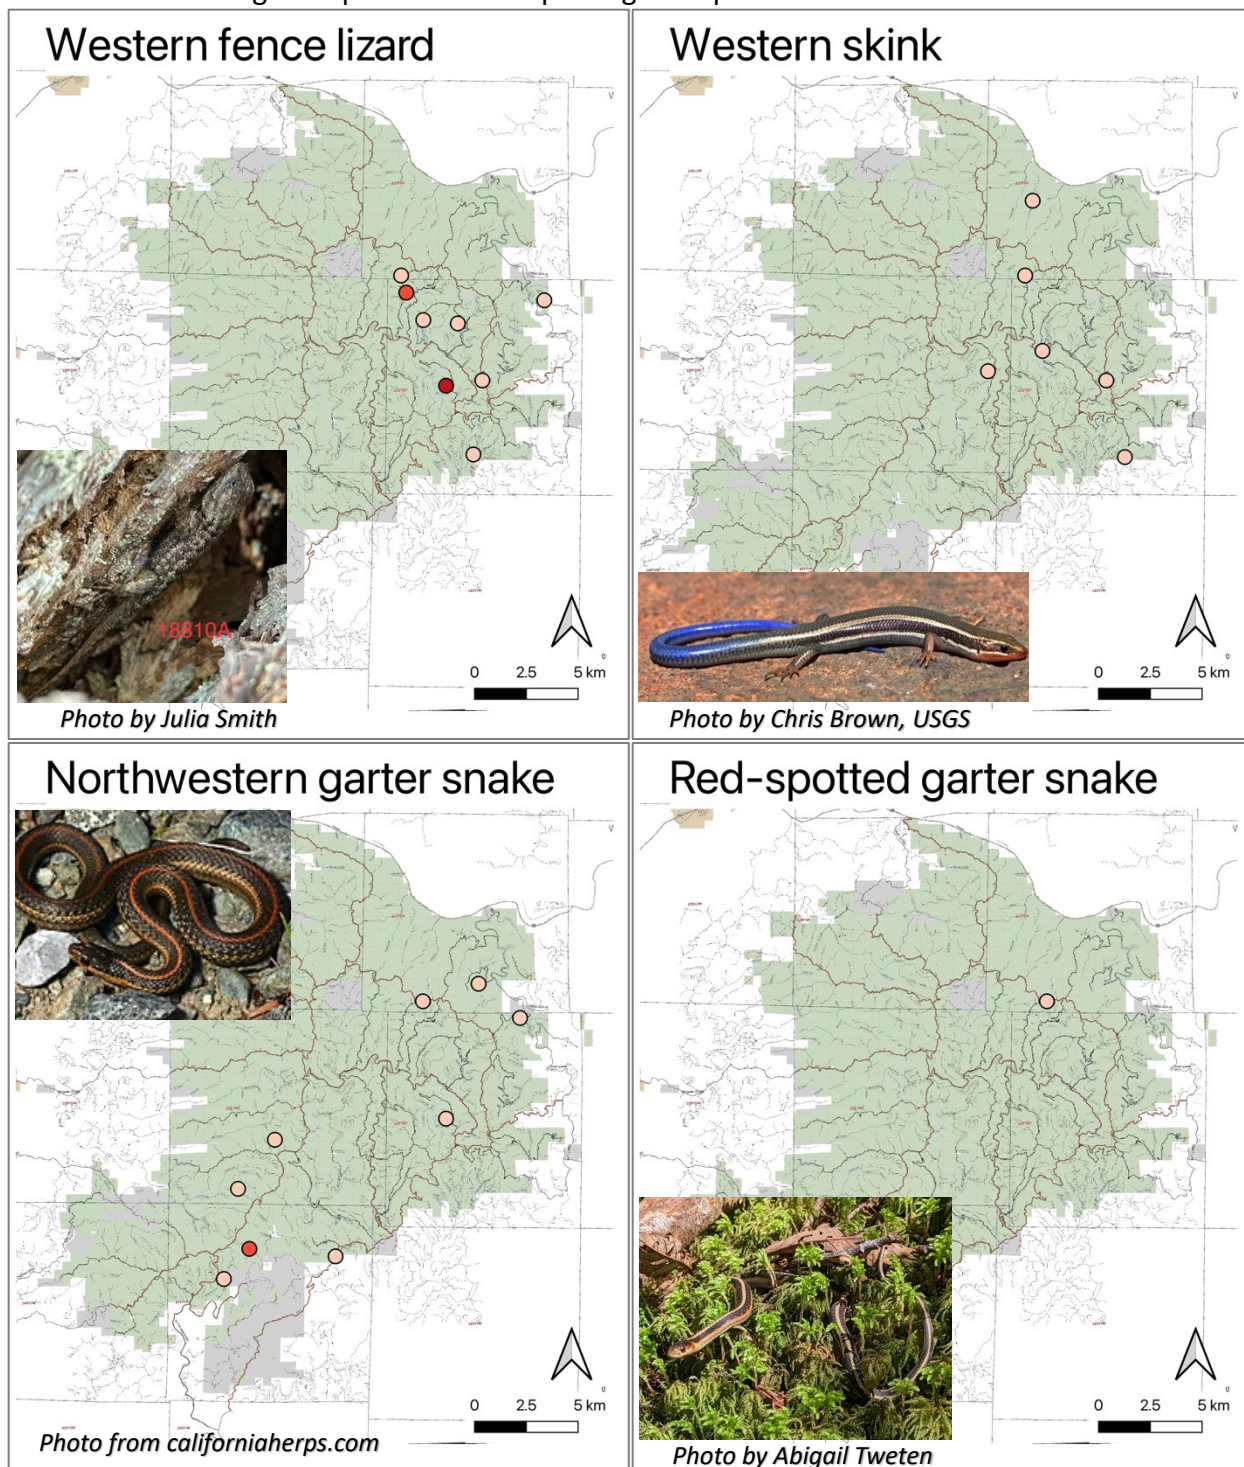 Western fence lizard
Western skink
18810A
0 2.5 5 km
Photo by Julia Smith
0 2.5 5 km
Photo by Chris Brown, USGS
Northwestern garter snake
Red-spotted garter snake
0 2.5 5 km
Photo from californiaherps.com
0 2.5 5 km
Photo by Abigail Tweten